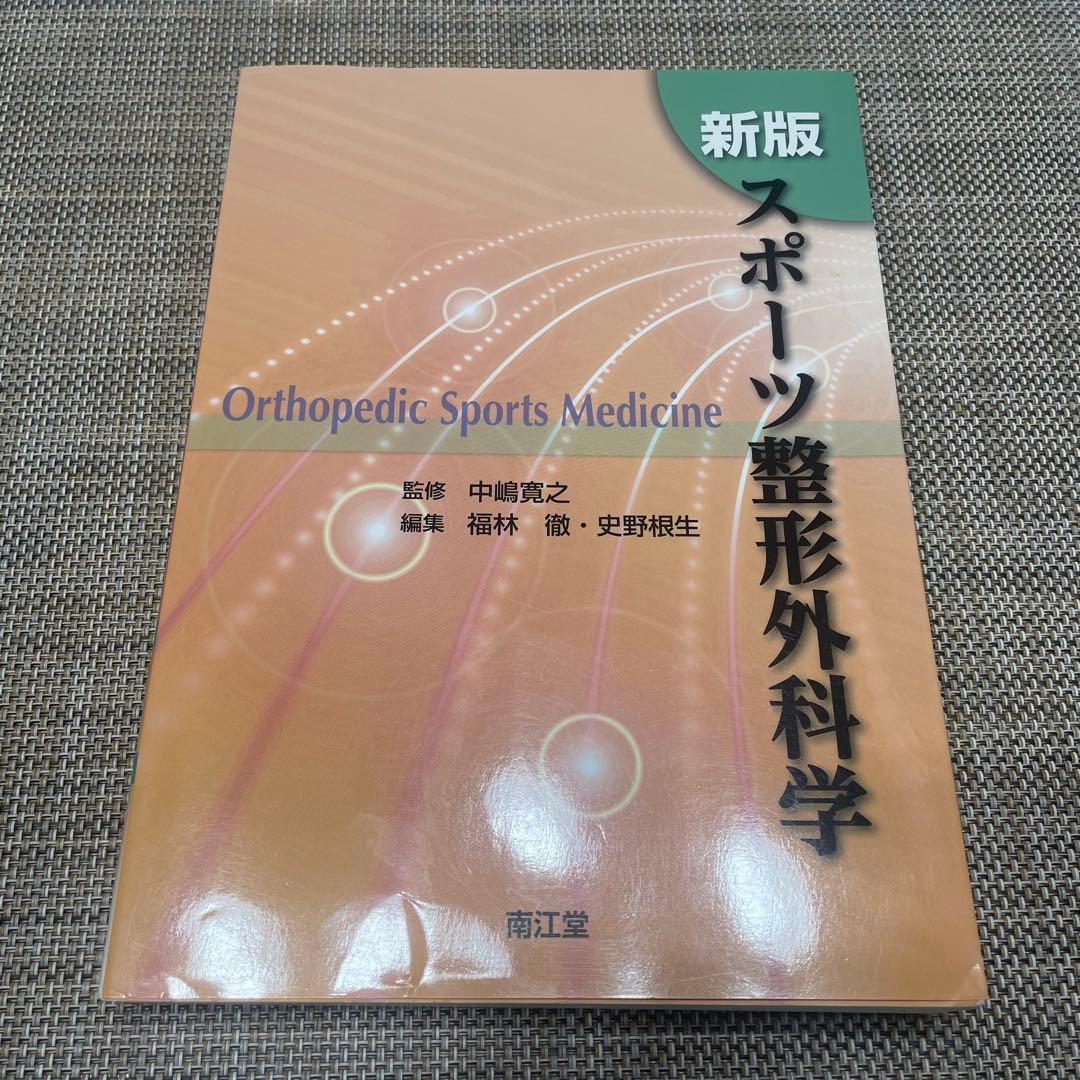 新版
スポーツ整形外科学
Orthopedic Sports Medicine
監修 中嶋寛之
編集 福林 徹・史野根生
南江堂